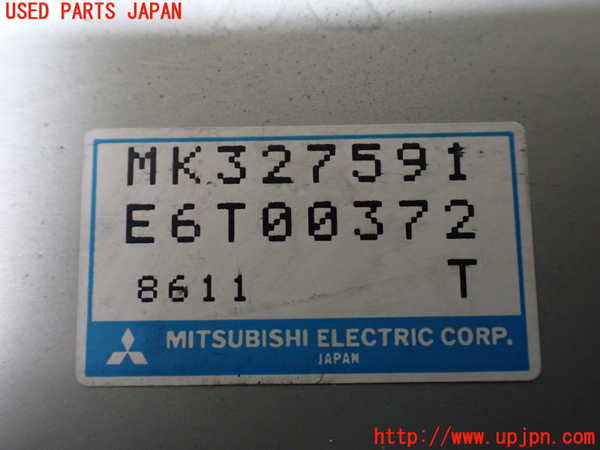 USED PARTS JAPAN
MK327591
E6T00372
8611 T
MITSUBISHI ELECTRIC CORP.
JAPAN
http://www.upjpn.com/